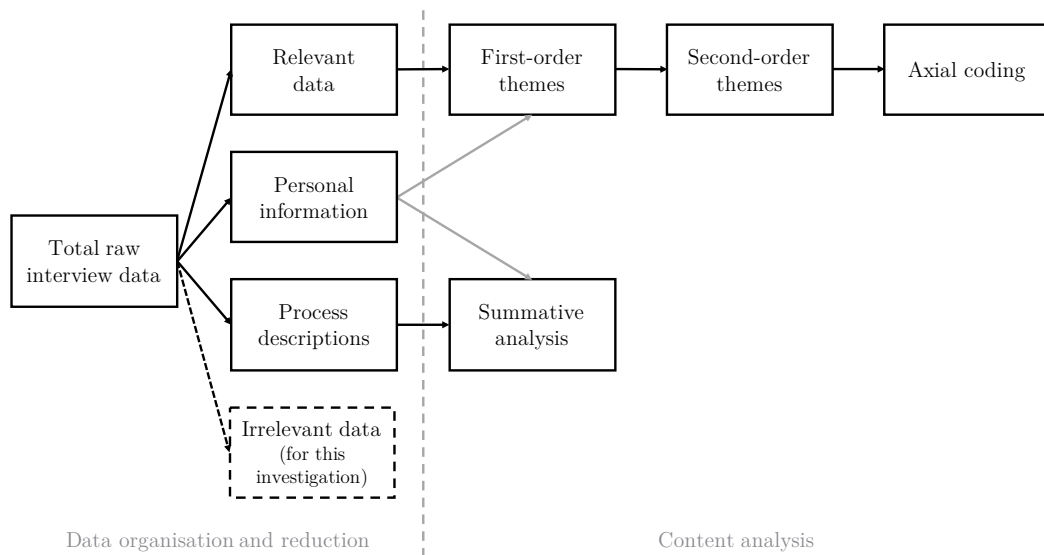 Relevant
data
First-order
themes
Second-order
themes
Axial coding
Personal
information
Total raw
interview data
Process
descriptions
Summative
analysis
Irrelevant data
(for this
investigation)
Data organisation and reduction
Content analysis